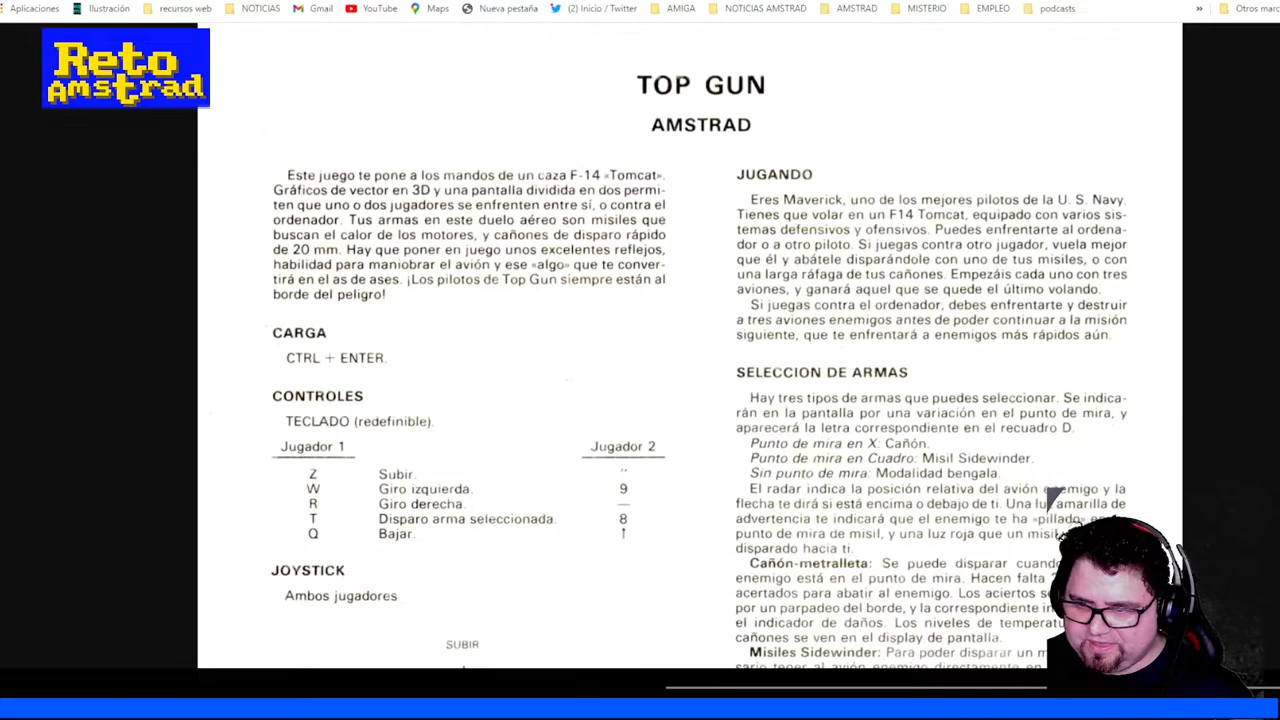 Aplicaciones
Ilustración
recursos web
NOTICIAS
Gmail
YouTube
Maps
Nueva pestaña
(2) Inicio / Twitter
AMIGA
NOTICIAS AMSTRAD
AMSTRAD
MISTERIO
EMPLEO
podcasts
»
Otros marc
Reto
Amstrad
TOP GUN
AMSTRAD
Este juego te pone a los mandos de un caza F-14 «Tomcat».
Gráficos de vector en 3D y una pantalla dividida en dos permi-
ten que uno o dos jugadores se enfrenten entre sí, o contra el
ordenador. Tus armas en este duelo aéreo son misiles que
buscan el calor de los motores, y cañones de disparo rápido
de 20 mm. Hay que poner en juego unos excelentes reflejos,
habilidad para maniobrar el avión y ese «algo» que te conver-
tirá en el as de ases. ¡Los pilotos de Top Gun siempre están al
borde del peligro!
CARGA
CTRL + ENTER.
CONTROLES
TECLADO (redefinible).
Jugador 1 Jugador 2
Z Subir. ''
W Giro izquierda. 9
R Giro derecha. —
T Disparo arma seleccionada. 8
Q Bajar. ↑
JOYSTICK
Ambos jugadores
SUBIR
JUGANDO
Eres Maverick, uno de los mejores pilotos de la U. S. Navy.
Tienes que volar en un F14 Tomcat, equipado con varios sis-
temas defensivos y ofensivos. Puedes enfrentarte al ordena-
dor o a otro piloto. Si juegas contra otro jugador, vuela mejor
que él y abátele disparándole con uno de tus misiles, o con
una larga ráfaga de tus cañones. Empezáis cada uno con tres
aviones, y ganará aquel que se quede el último volando.
Si juegas contra el ordenador, debes enfrentarte y destruir
a tres aviones enemigos antes de poder continuar a la misión
siguiente, que te enfrentará a enemigos más rápidos aún.
SELECCION DE ARMAS
Hay tres tipos de armas que puedes seleccionar. Se indica-
rán en la pantalla por una variación en el punto de mira, y
aparecerá la letra correspondiente en el recuadro D.
Punto de mira en X: Cañón.
Punto de mira en Cuadro: Misil Sidewinder.
Sin punto de mira: Modalidad bengala.
El radar indica la posición relativa del avión enemigo y la
flecha te dirá si está encima o debajo de ti. Una luz amarilla de
advertencia te indicará que el enemigo te ha «pillado»
punto de mira de misil, y una luz roja que un misil
disparado hacia ti.
Cañón-metralleta: Se puede disparar cuando
enemigo está en el punto de mira. Hacen falta
acertados para abatir al enemigo. Los aciertos
por un parpadeo del borde, y la correspondiente
el indicador de daños. Los niveles de
cañones se ven en el display de pantalla.
Misiles Sidewinder: Para poder disparar un
sario tener al avión enemigo directamente en